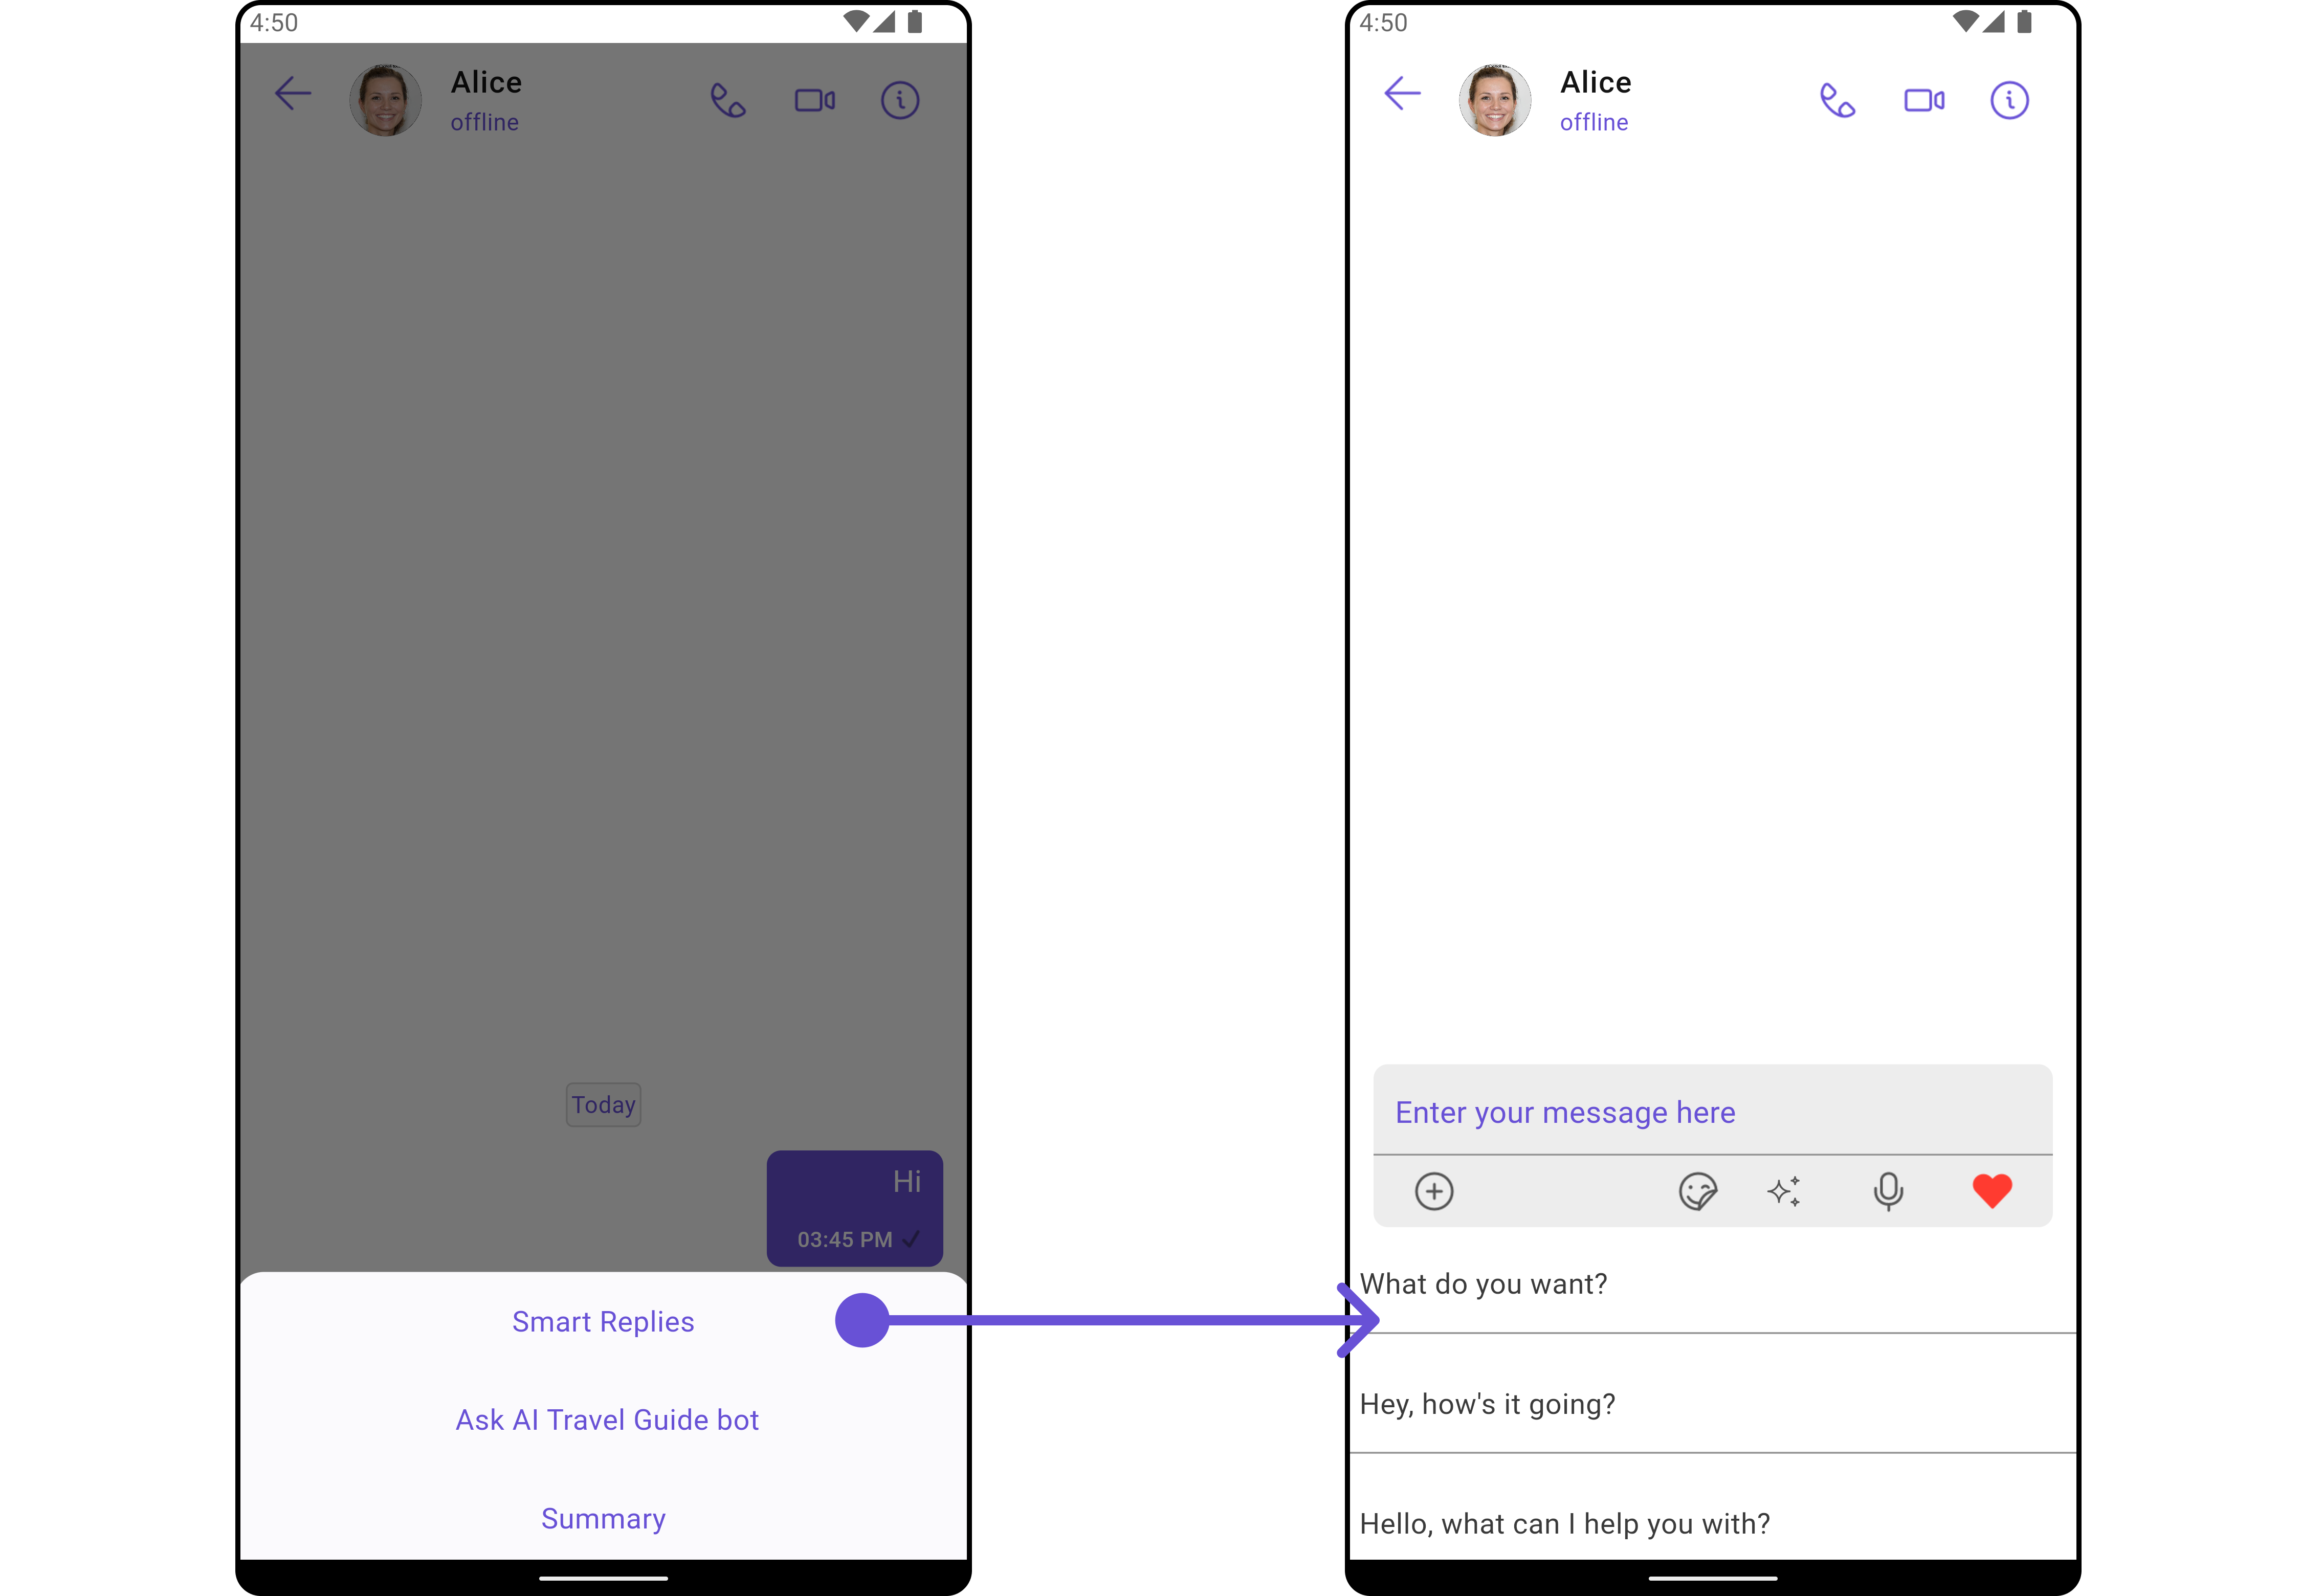 4:50
Alice
offline
Today
Hi
03:45 PM
Smart Replies
Ask AI Travel Guide bot
Summary
4:50
Alice
offline
Enter your message here
What do you want?
Hey, how's it going?
Hello, what can I help you with?